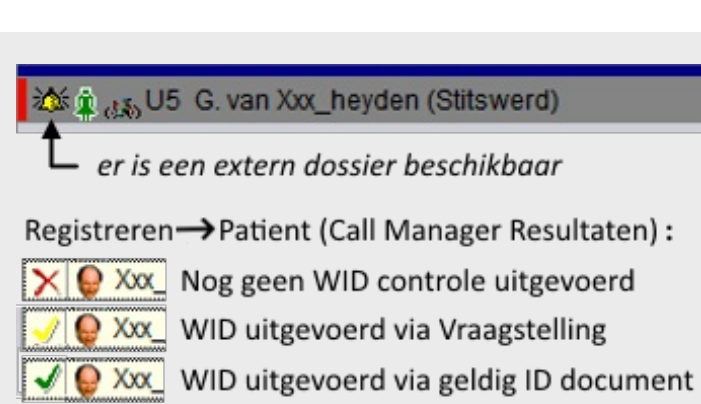 U5 G. van Xxx_heyden (Stitswerd)
er is een extern dossier beschikbaar
Registreren→Patient (Call Manager Resultaten) :
Xxx_ Nog geen WID controle uitgevoerd
Xxx_ WID uitgevoerd via Vraagstelling
Xxx_ WID uitgevoerd via geldig ID document